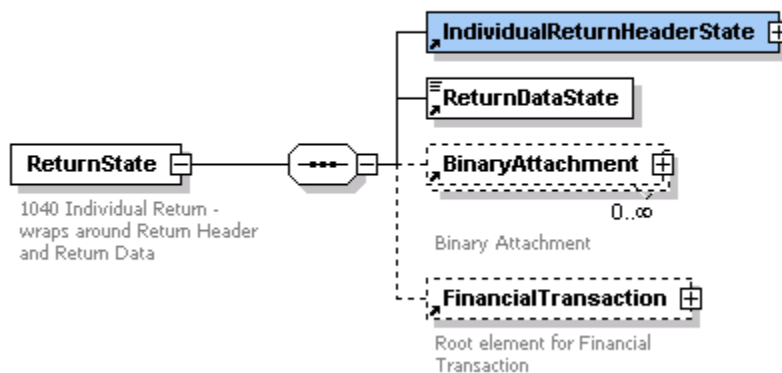 IndividualReturnHeaderState
ReturnDataState
ReturnState
BinaryAttachment
0..∞
1040 Individual Return -
wraps around Return Header
and Return Data
Binary Attachment
FinancialTransaction
Root element for Financial
Transaction